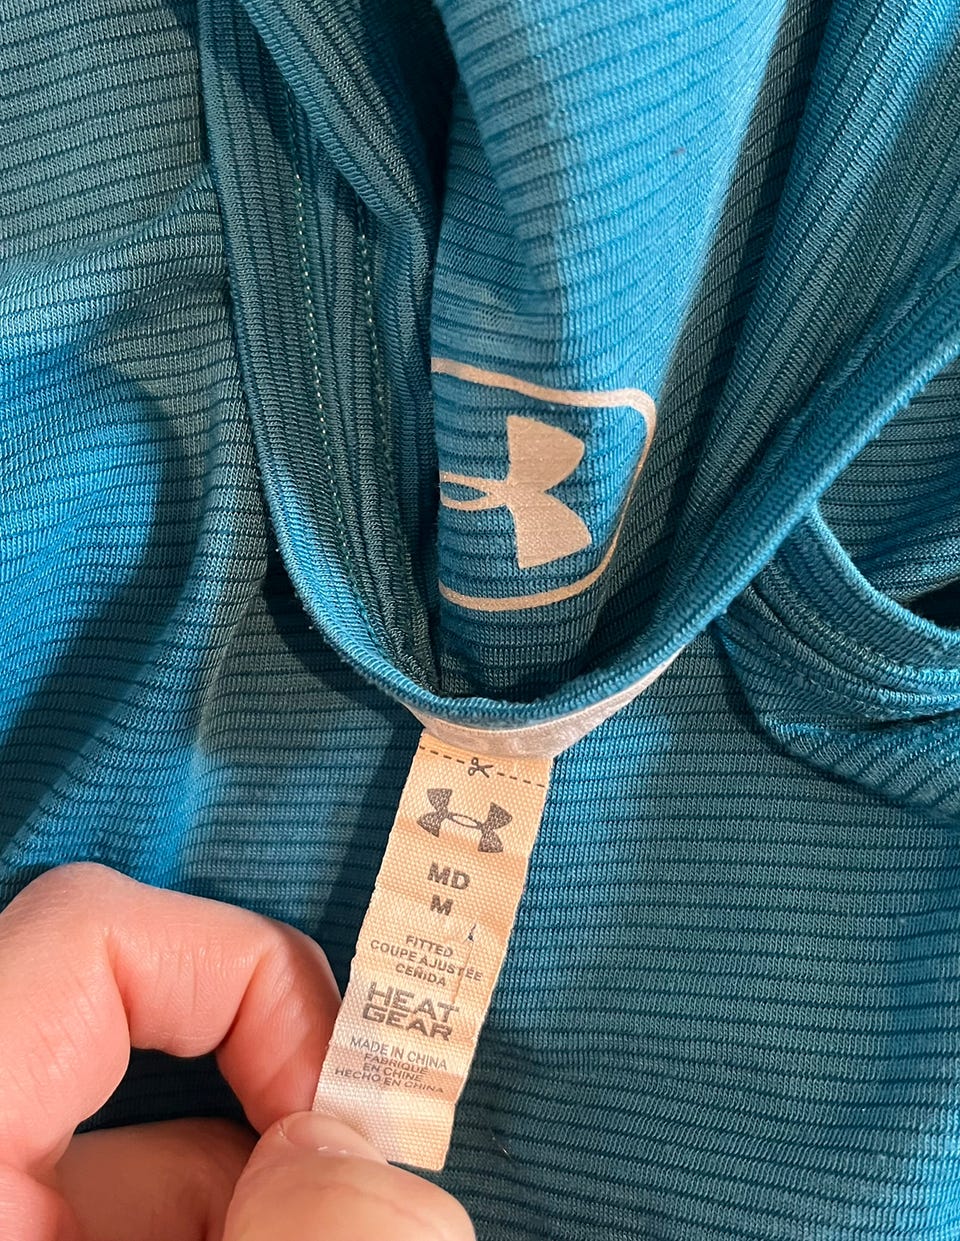 MD
M
FITTED
COUPE AJUSTÉE
CEÑIDA
HEAT
GEAR
MADE IN CHINA
FABRIQUÉ
EN CHINE
HECHO EN CHINA